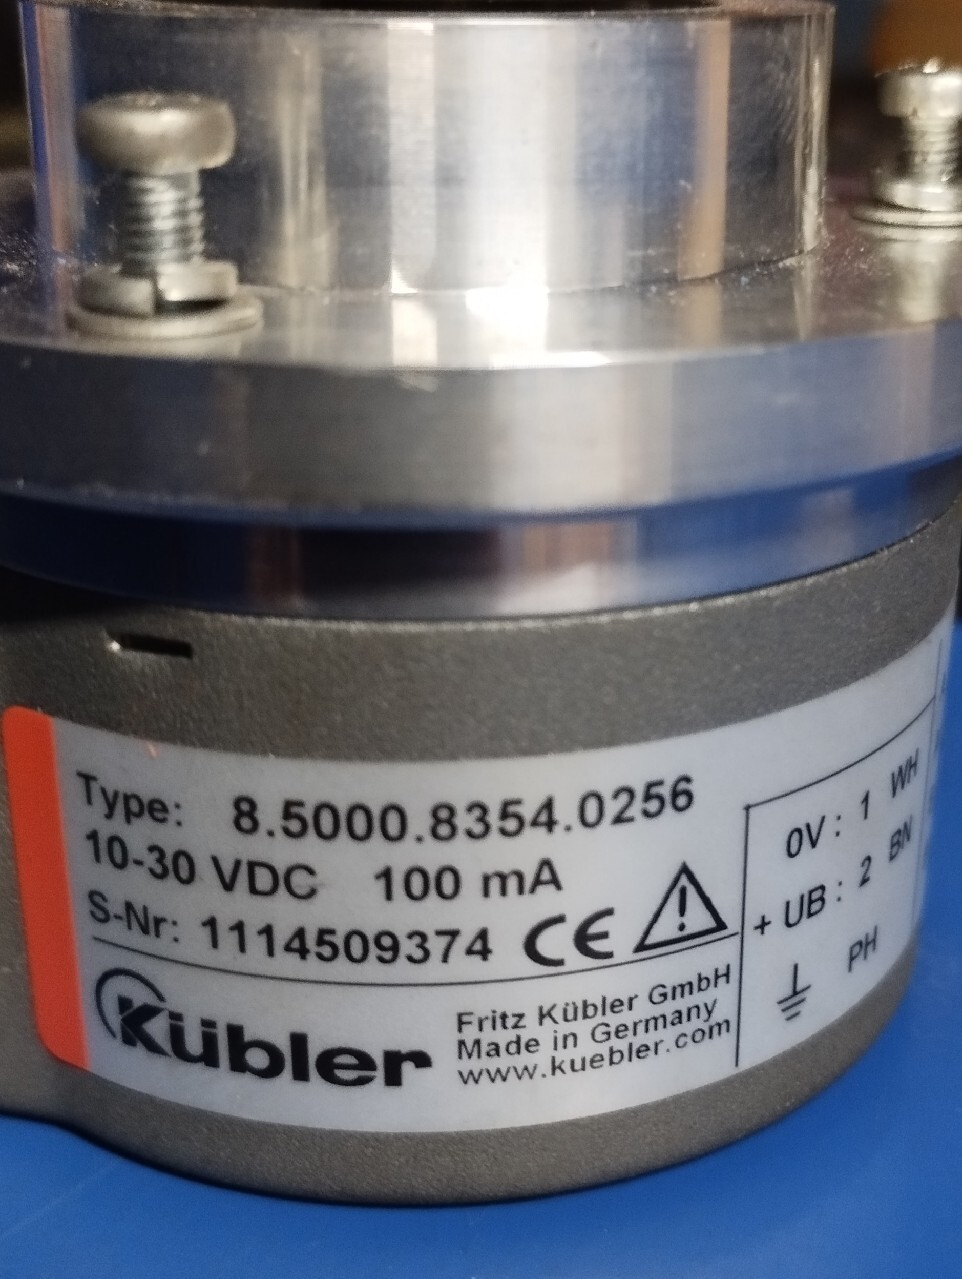 Type: 8.5000.8354.0256
10-30 VDC 100 mA
S-Nr: 1114509374 CE
Kübler
Fritz Kübler GmbH
Made in Germany
www.kuebler.com
0V : 1 WH
+ UB : 2 BN
PH